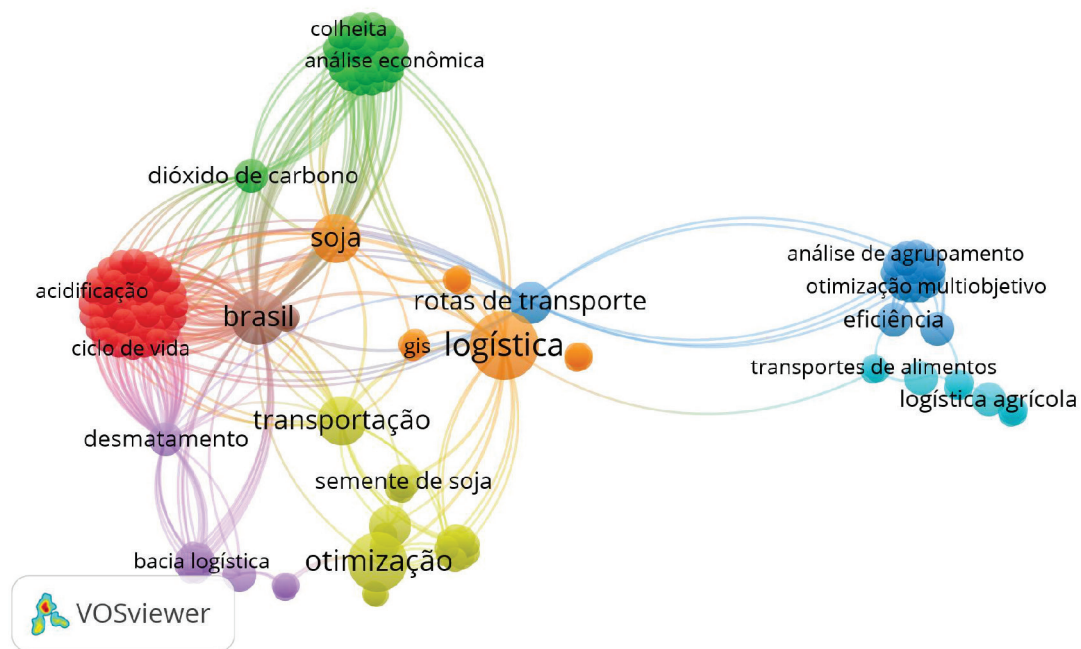 colheita
análise econômica
dióxido de carbono
soja
análise de agrupamento
acidificação
otimização multiobjetivo
rotas de transporte
brasil
eficiência
ciclo de vida
gis
logística
transportes de alimentos
logística agrícola
transportação
desmatamento
semente de soja
bacia logística
otimização
VOSviewer